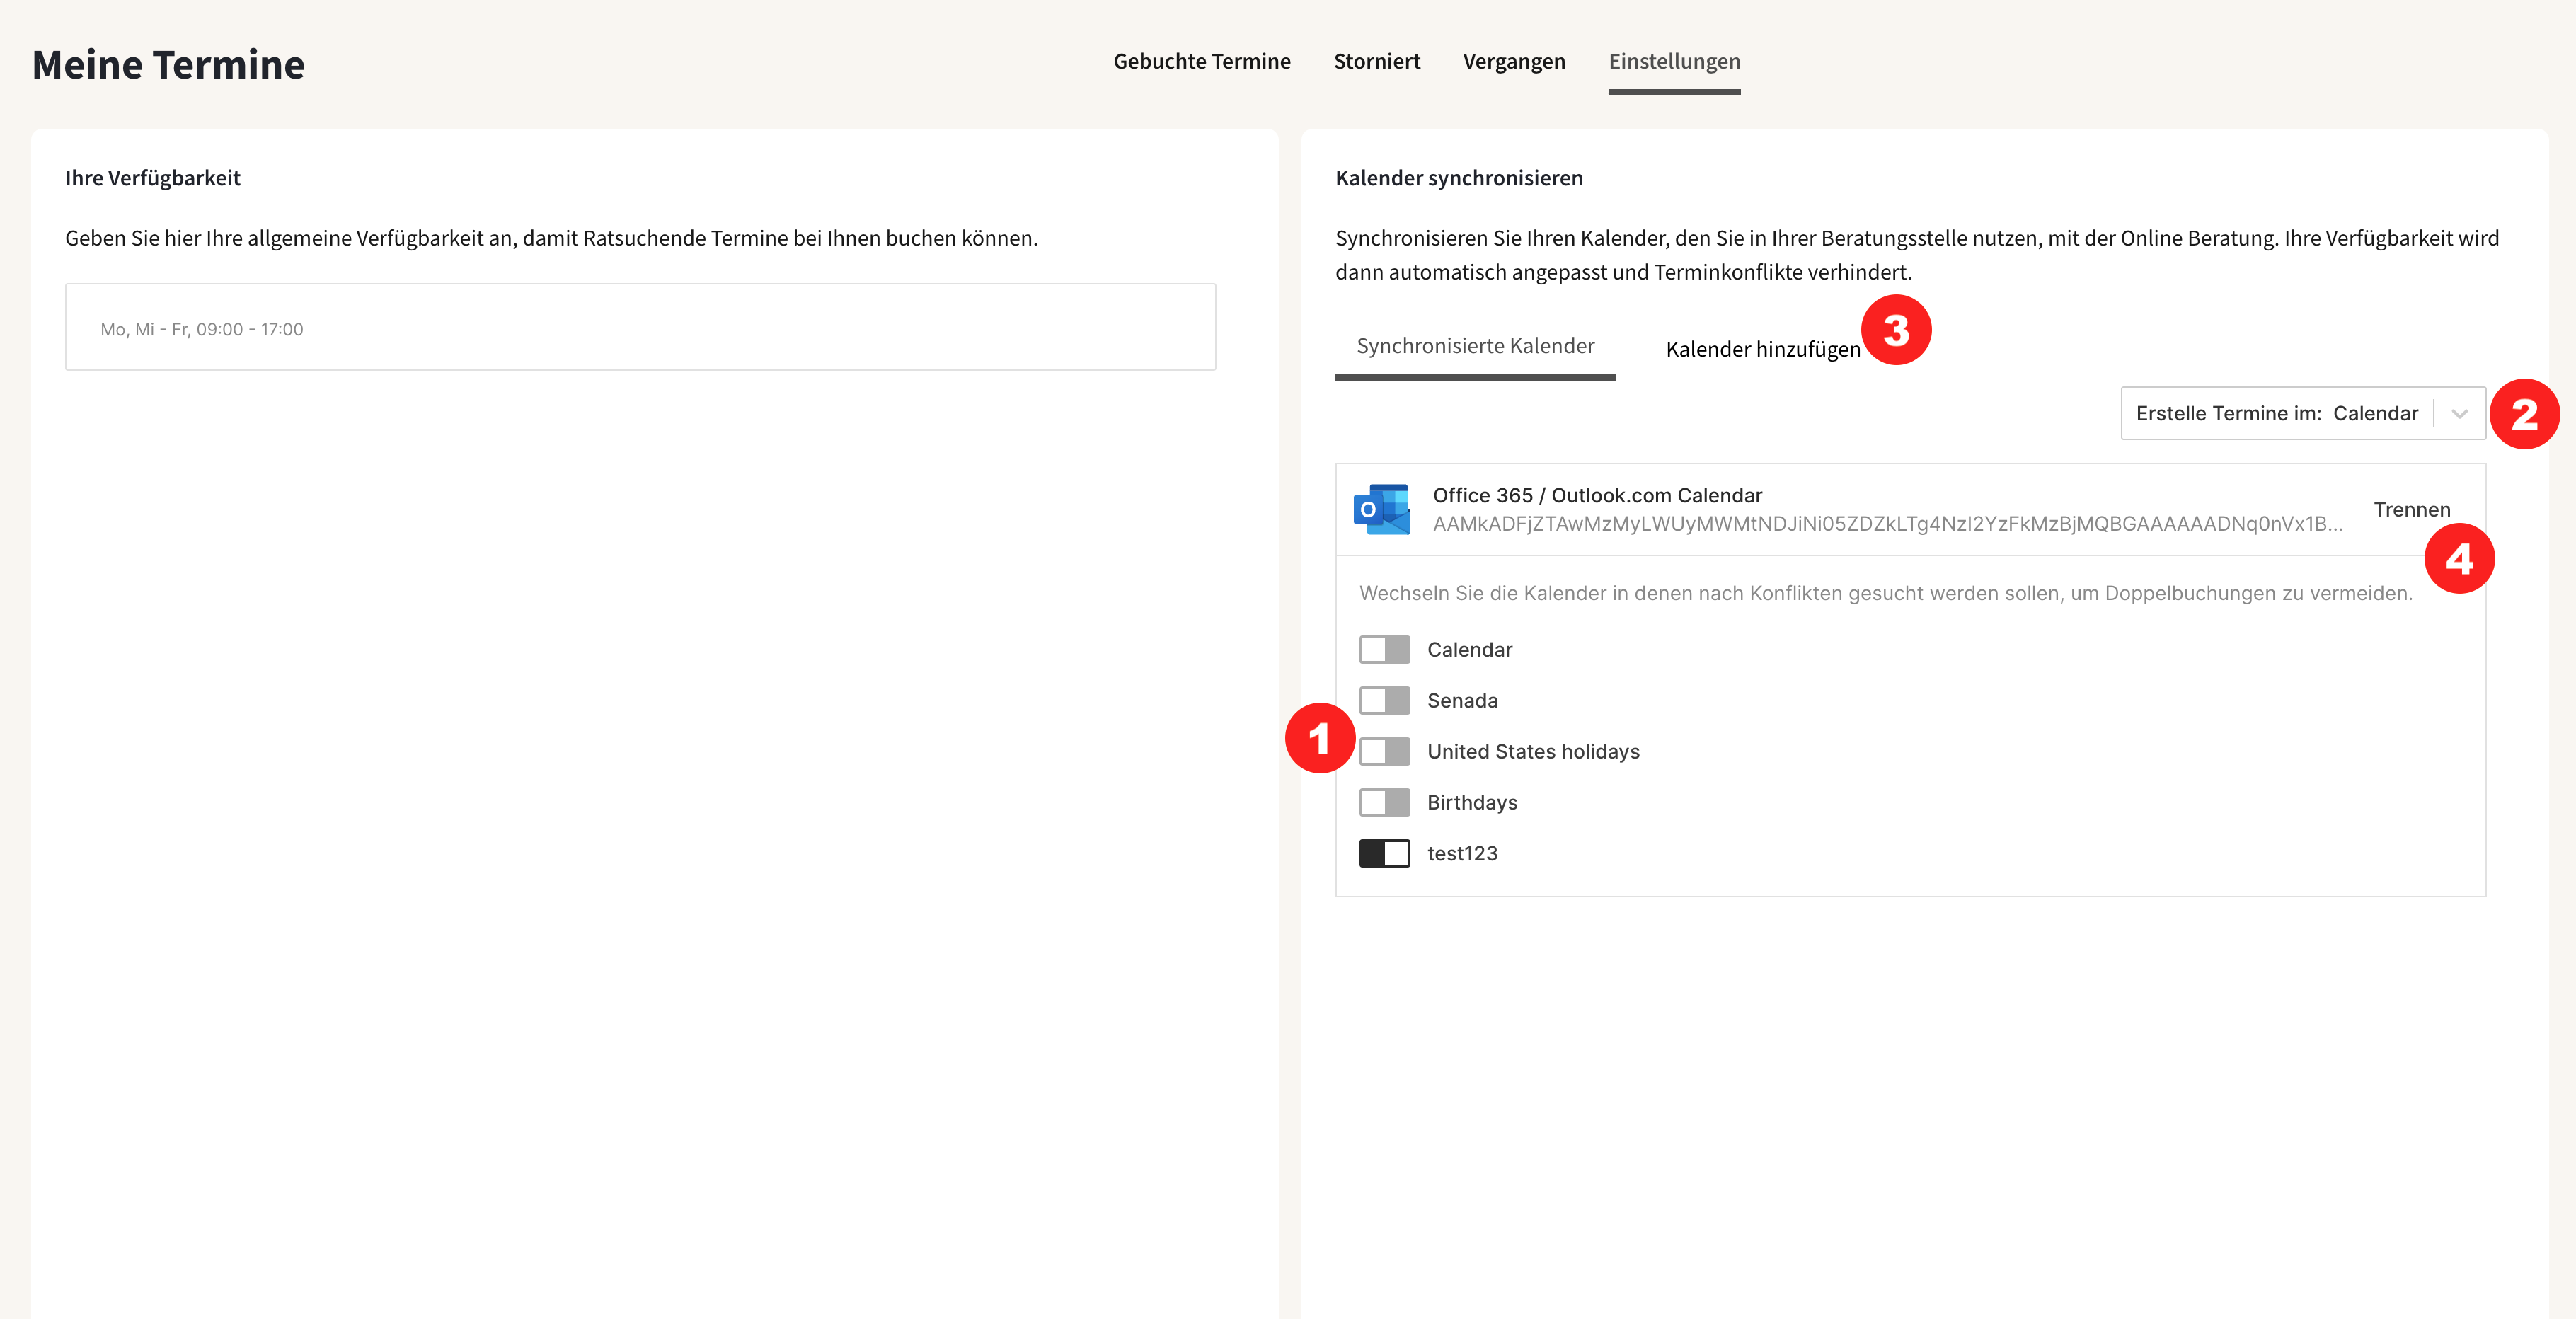 Meine Termine
Gebuchte Termine Storniert Vergangen Einstellungen
Ihre Verfügbarkeit
Geben Sie hier Ihre allgemeine Verfügbarkeit an, damit Ratsuchende Termine bei Ihnen buchen können.
Mo, Mi - Fr, 09:00 - 17:00
Kalender synchronisieren
Synchronisieren Sie Ihren Kalender, den Sie in Ihrer Beratungsstelle nutzen, mit der Online Beratung. Ihre Verfügbarkeit wird
dann automatisch angepasst und Terminkonflikte verhindert.
Synchronisierte Kalender Kalender hinzufügen 3
Erstelle Termine im: Calendar 2
O
Office 365 / Outlook.com Calendar
AAMkADFjZTAwMzMyLWUyMWMtNDJiNi05ZDZkLTg4NzI2YzFkMzBjMQBGAAAAAADNq0nVx1B...
Trennen
4
Wechseln Sie die Kalender in denen nach Konflikten gesucht werden sollen, um Doppelbuchungen zu vermeiden.
Calendar
Senada
1
United States holidays
Birthdays
test123